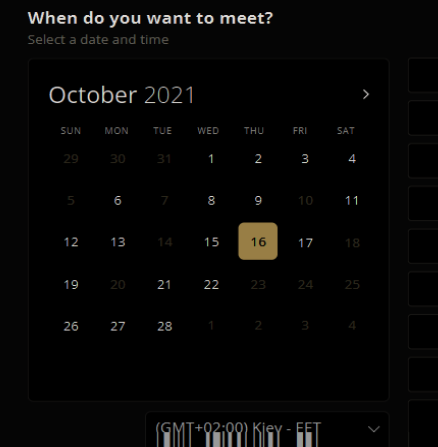 When do you want to meet?
Select a date and time
October 2021
SUN MON TUE WED THU FRI SAT
29 30 31 1 2 3 4
5 6 7 8 9 10 11
12 13 14 15 16 17 18
19 20 21 22 23 24 25
26 27 28 1 2 3 4
(GMT+02:00) Kiev - EET